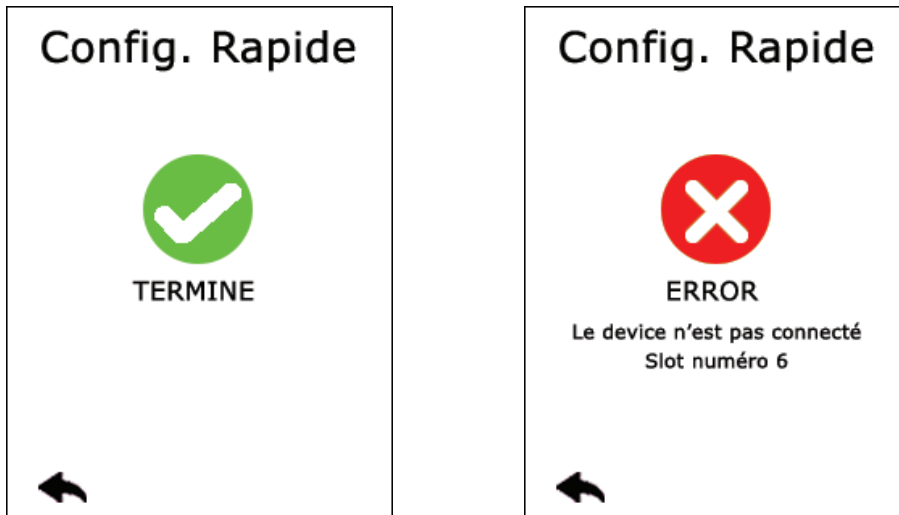 Config. Rapide
TERMINE
Config. Rapide
ERROR
Le device n'est pas connecté
Slot numéro 6